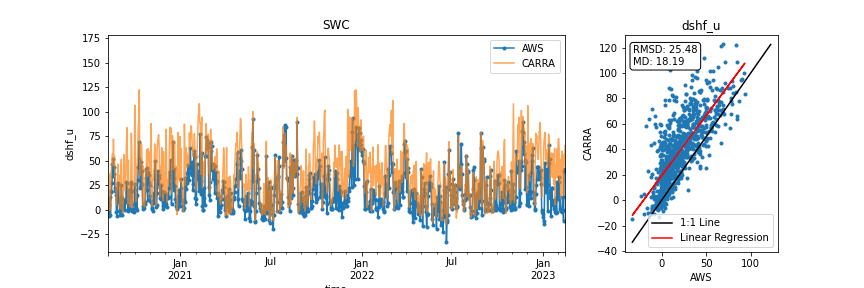 SWC
dshf_u
175
150
125
100
75
50
25
0
−25
dshf_u
AWS
CARRA
Jan
2021
Jul
Jan
2022
Jul
Jan
2023
time
dshf_u
CARRA
120
100
80
60
40
20
0
−20
−40
RMSD: 25.48
MD: 18.19
1:1 Line
Linear Regression
0
50
100
AWS